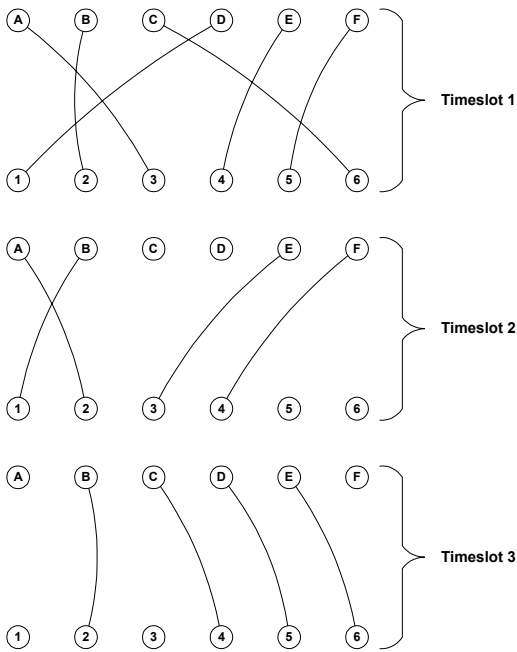 A B C D E F
Timeslot 1
1 2 3 4 5 6
A B C D E F
Timeslot 2
1 2 3 4 5 6
A B C D E F
Timeslot 3
1 2 3 4 5 6